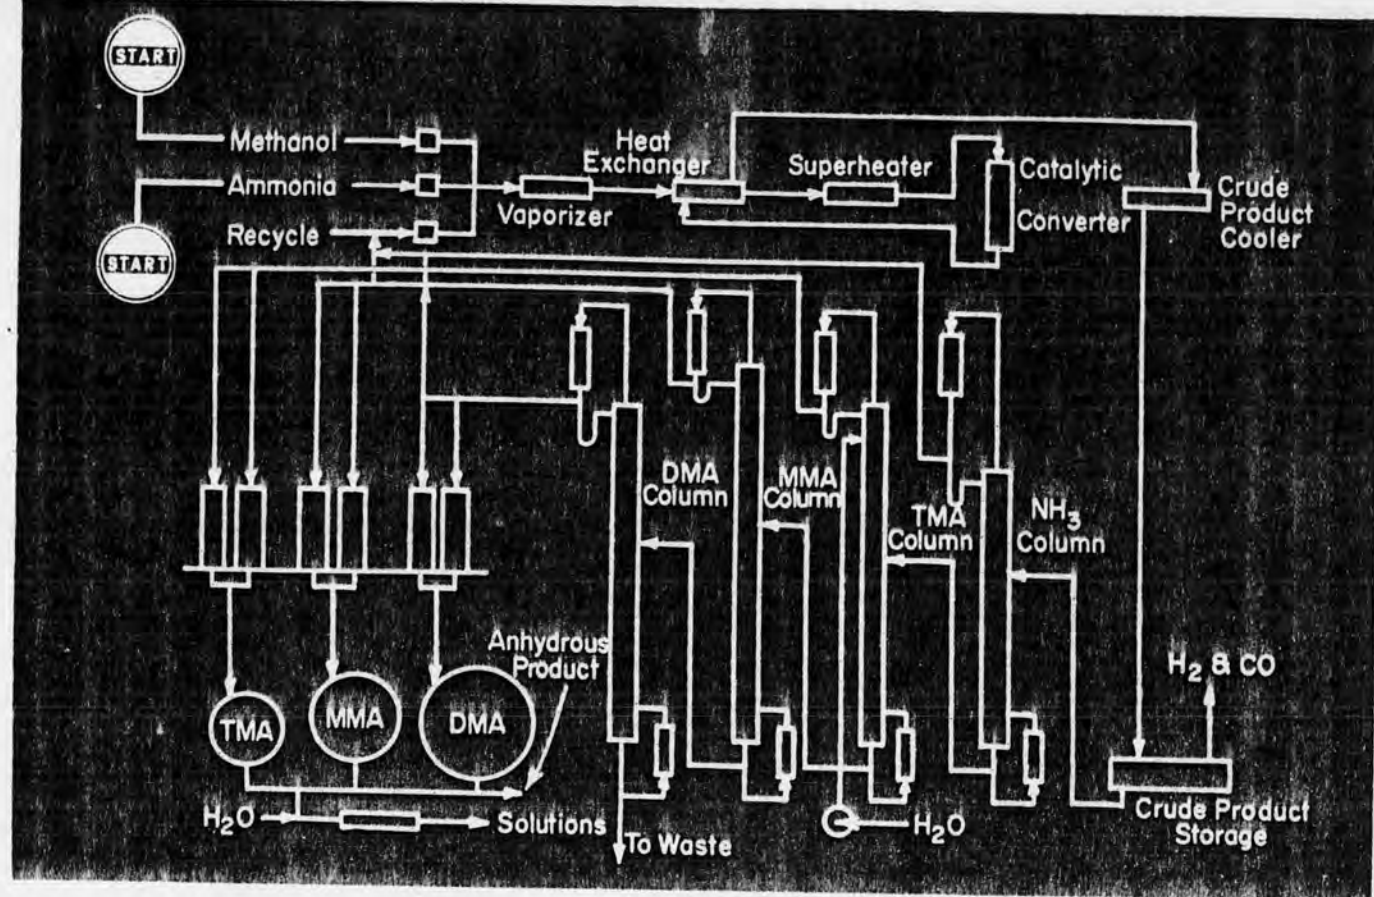 START
Methanol
Ammonia
Recycle
START
Vaporizer
Heat
Exchanger
Superheater
Catalytic
Converter
Crude
Product
Cooler
DMA
Column
MMA
Column
TMA
Column
NH₃
Column
Anhydrous
Product
TMA
MMA
DMA
H₂O
Solutions
To Waste
H₂O
H₂ & CO
Crude Product
Storage